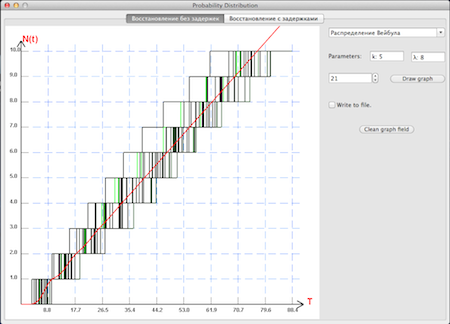 Probability Distribution
Восстановление без задержек
Восстановление с задержками
N(t)
10.0
9.0
8.0
7.0
6.0
5.0
4.0
3.0
2.0
1.0
8.8 17.7 26.5 35.4 44.2 53.0 61.9 70.7 79.6 88.4
T
Распределение Вейбула
Parameters: k: 5 λ: 8
21 Draw graph
Write to file.
Clean graph field